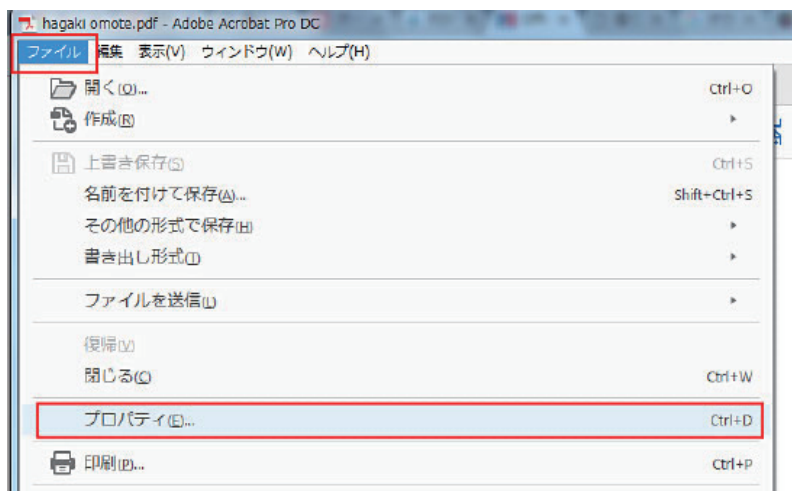 hagaki omote.pdf - Adobe Acrobat Pro DC
ファイル 編集 表示(V) ウィンドウ(W) ヘルプ(H)
開く(O)... Ctrl+O
作成(R)
上書き保存(S) Ctrl+S
名前を付けて保存(A)... Shift+Ctrl+S
その他の形式で保存(H)
書き出し形式(T)
ファイルを送信(L)
復帰(V)
閉じる(C) Ctrl+W
プロパティ(E)... Ctrl+D
印刷(P)... Ctrl+P